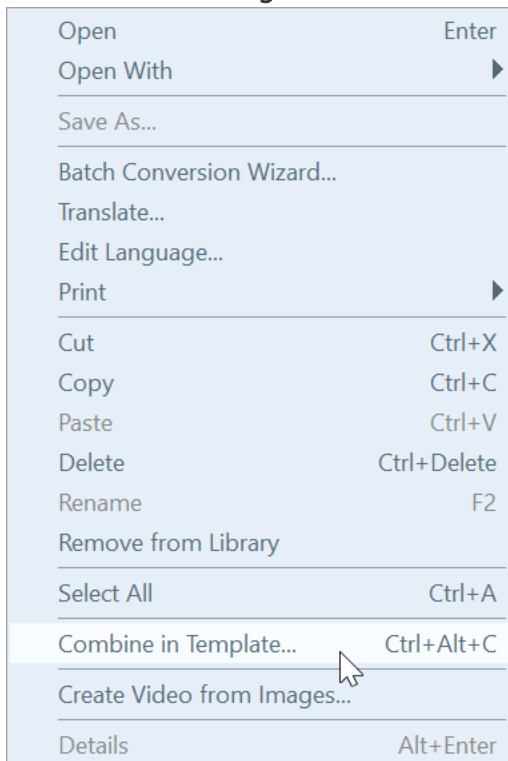 Open Enter
Open With
Save As...
Batch Conversion Wizard...
Translate...
Edit Language...
Print
Cut Ctrl+X
Copy Ctrl+C
Paste Ctrl+V
Delete Ctrl+Delete
Rename F2
Remove from Library
Select All Ctrl+A
Combine in Template... Ctrl+Alt+C
Create Video from Images...
Details Alt+Enter